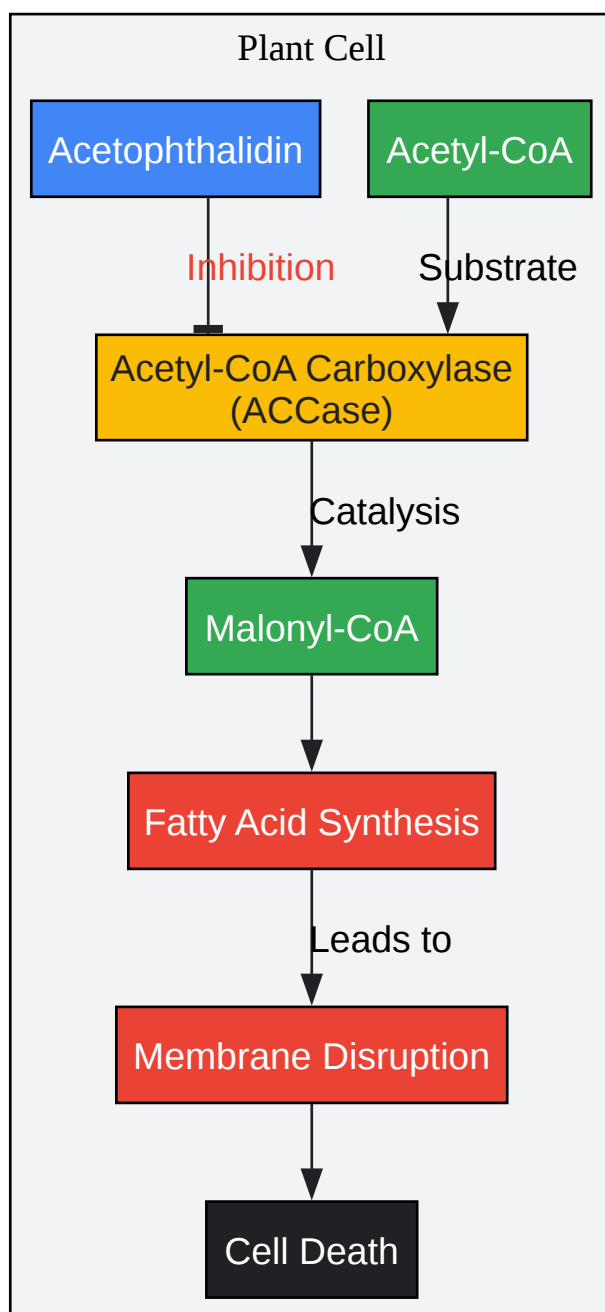 Plant Cell
Acetophthalidin
Acetyl-CoA
Inhibition
Substrate
Acetyl-CoA Carboxylase
(ACCase)
Catalysis
Malonyl-CoA
Fatty Acid Synthesis
Leads to
Membrane Disruption
Cell Death